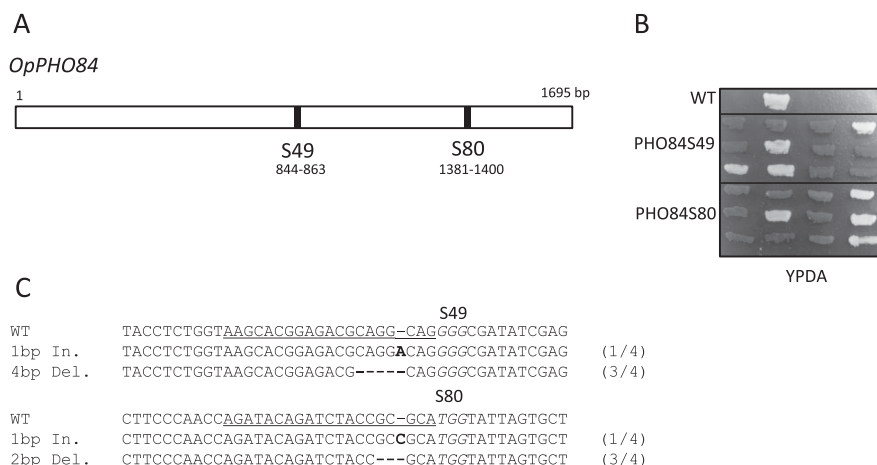 A
OpPHO84
1
1695 bp
S49
844-863
S80
1381-1400
B
WT
PHO84S49
PHO84S80
YPDA
C
S49
WT TACCTCTGGTAAGCACGGAGACGCAGG-CAGGGGCGATATCGAG
1bp In. TACCTCTGGTAAGCACGGAGACGCAGGACAGGGGCGATATCGAG (1/4)
4bp Del. TACCTCTGGTAAGCACGGAGACG-----CAGGGGCGATATCGAG (3/4)
S80
WT CTTCCCAACCAGATACAGATCTACCGC-GCATGGTATTAGTGCT
1bp In. CTTCCCAACCAGATACAGATCTACCGCCGCATGGTATTAGTGCT (1/4)
2bp Del. CTTCCCAACCAGATACAGATCTACC---GCATGGTATTAGTGCT (3/4)